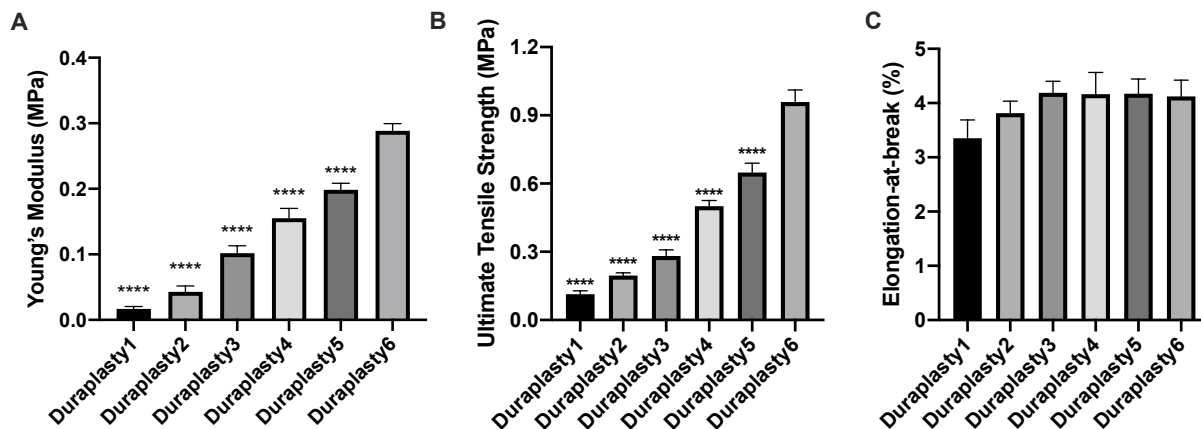 A
Young's Modulus (MPa)
0.4
0.3
0.2
0.1
0.0
****
****
****
****
****
Duraplasty1
Duraplasty2
Duraplasty3
Duraplasty4
Duraplasty5
Duraplasty6
B
Ultimate Tensile Strength (MPa)
1.2
0.9
0.6
0.3
0.0
****
****
****
****
****
Duraplasty1
Duraplasty2
Duraplasty3
Duraplasty4
Duraplasty5
Duraplasty6
C
Elongation-at-break (%)
5
4
3
2
1
0
Duraplasty1
Duraplasty2
Duraplasty3
Duraplasty4
Duraplasty5
Duraplasty6